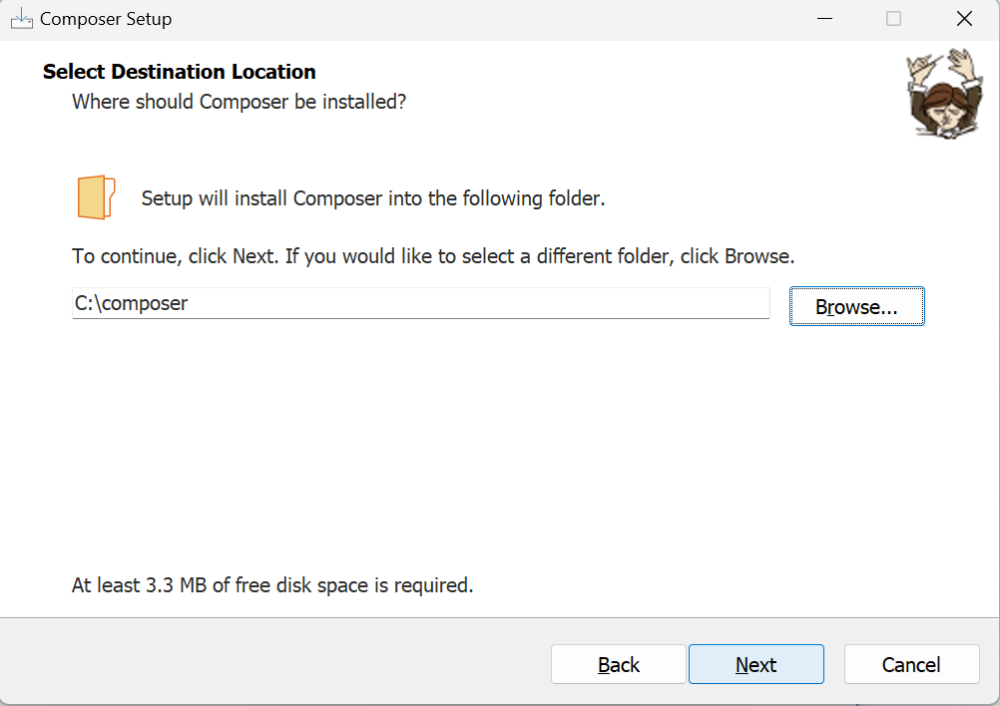 Composer Setup
Select Destination Location
Where should Composer be installed?
Setup will install Composer into the following folder.
To continue, click Next. If you would like to select a different folder, click Browse.
C:\composer
Browse...
At least 3.3 MB of free disk space is required.
Back
Next
Cancel